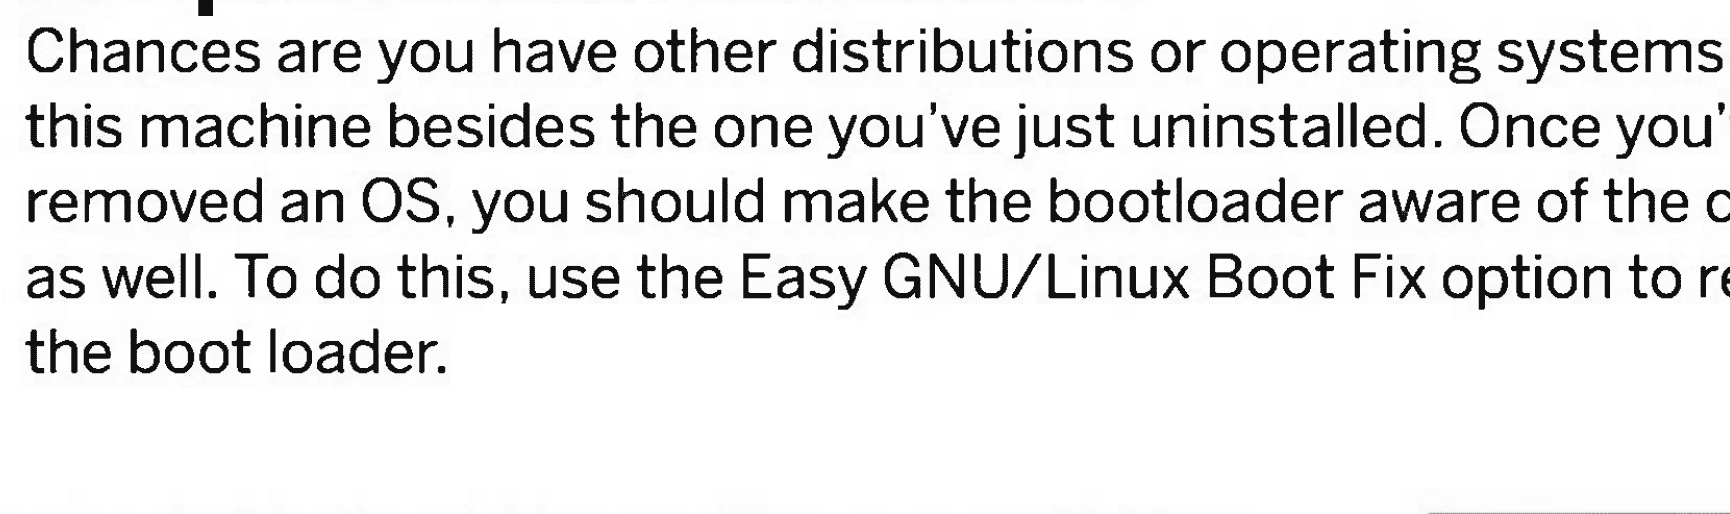 Chances are you have other distributions or operating systems
this machine besides the one you've just uninstalled. Once
removed an OS, you should make the bootloader aware of the
as well. To do this, use the Easy GNU/Linux Boot Fix option to
the boot loader.